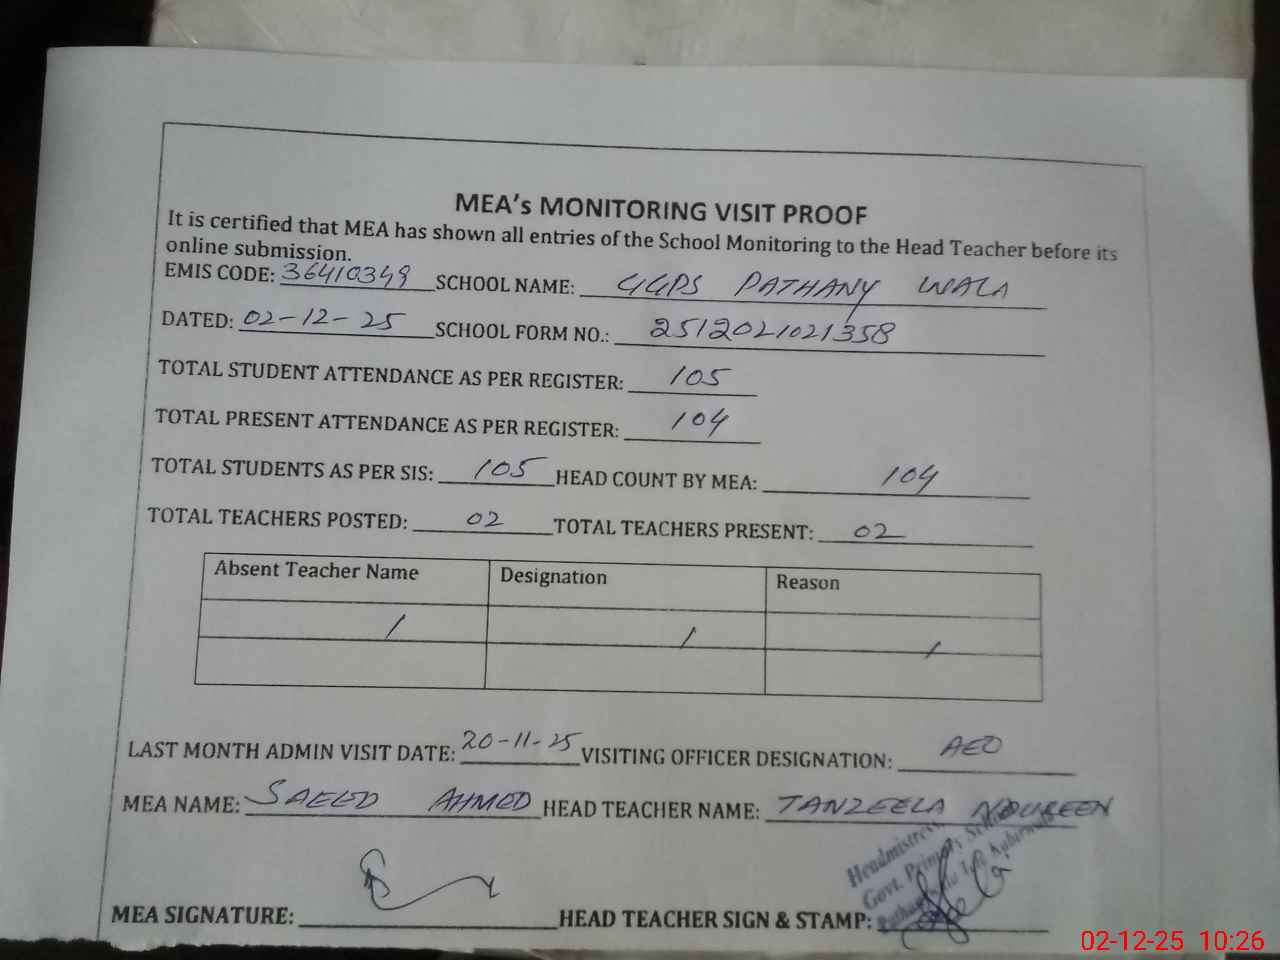 MEA's MONITORING VISIT PROOF
It is certified that MEA has shown all entries of the School Monitoring to the Head Teacher before its
online submission.
EMIS CODE: 36410349 SCHOOL NAME: GGPS PATHANY WALA
DATED: 02-12-25 SCHOOL FORM NO.: 2512021021358
TOTAL STUDENT ATTENDANCE AS PER REGISTER: 105
TOTAL PRESENT ATTENDANCE AS PER REGISTER: 104
TOTAL STUDENTS AS PER SIS: 105 HEAD COUNT BY MEA: 104
TOTAL TEACHERS POSTED: 02 TOTAL TEACHERS PRESENT: 02
Absent Teacher Name Designation Reason
/ / /
LAST MONTH ADMIN VISIT DATE: 20-11-25 VISITING OFFICER DESIGNATION: AEO
MEA NAME: SAEED AHMED HEAD TEACHER NAME: TANZEELA NOUREEN
Headmistress
Govt. Primary
MEA SIGNATURE: HEAD TEACHER SIGN & STAMP:
02-12-25 10:26